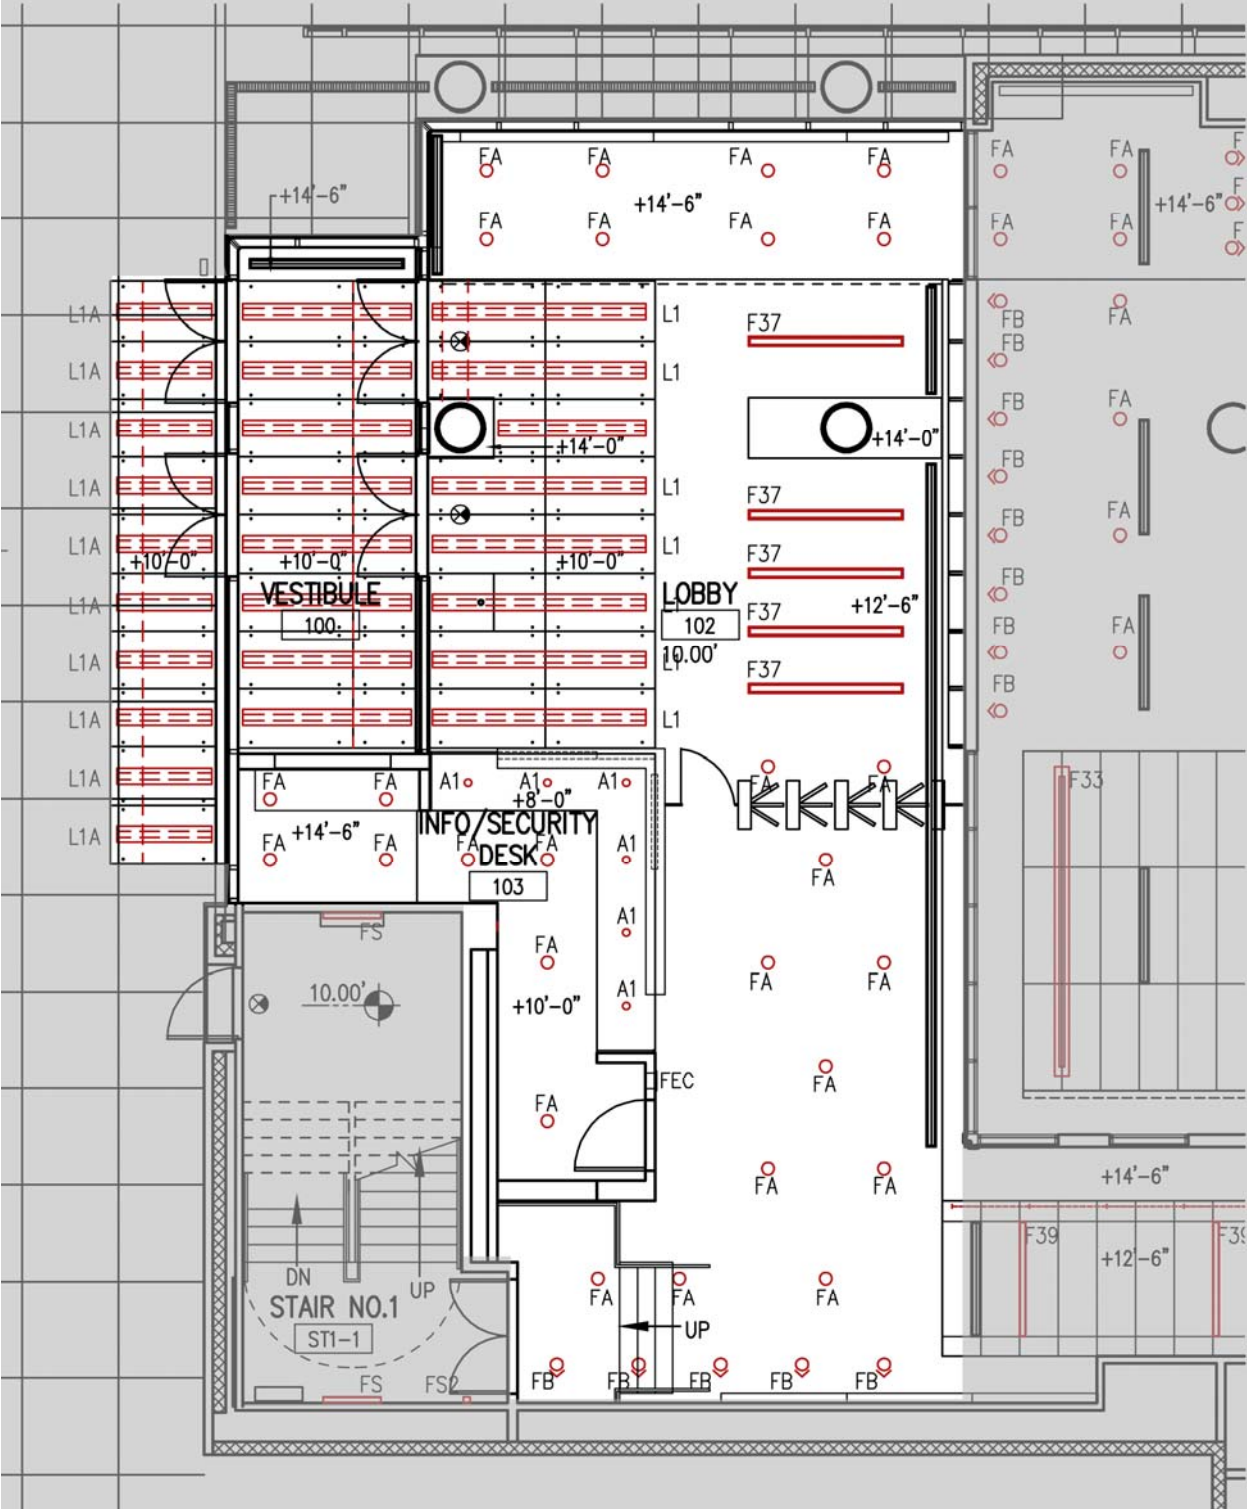 FA FA FA FA FA FA F
+14'-6" +14'-6" +14'-6"
FA FA FA FA FA FA F
F
L1A L1 F37 FB FA
FB
L1A L1
FB FA
L1A +14'-0" +14'-0"
FB
L1A L1 F37
FB FA
L1A L1 F37
+10'-0" +10'-0" +10'-0"
FB
VESTIBULE LOBBY +12'-6"
L1A
100 102 F37 FB FA
L1A 10.00'
F37 FB
L1A L1
L1A FA FA A1 A1 A1 FA FA F33
+8'-0"
+14'-6" INFO/SECURITY
L1A FA FA FA FA A1
DESK
103 FA
A1
FS FA
FA FA
10.00' A1
+10'-0"
FEC FA
FA
FA FA +14'-6"
F39 F39
+12'-6"
DN UP
STAIR NO.1 FA FA FA
ST1-1 UP
FS FS2 FB FB FB FB FB